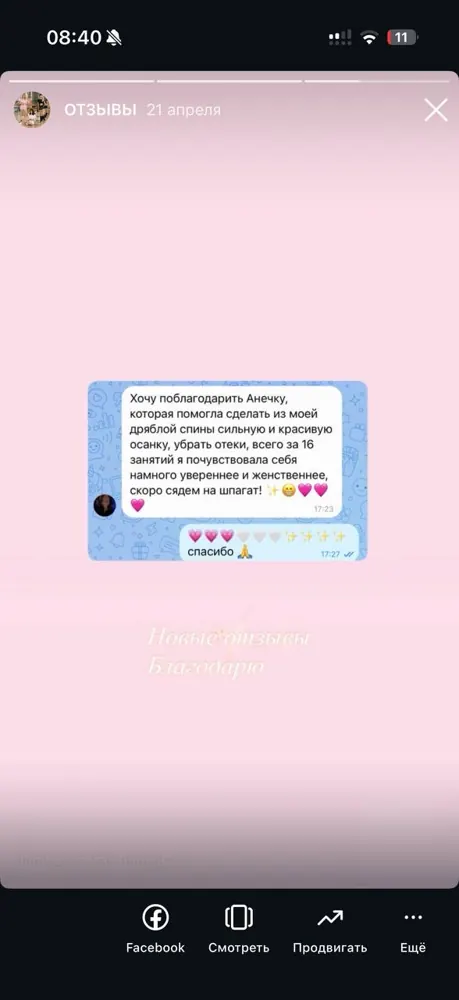 08:40
11
ОТЗЫВЫ 21 апреля
Хочу поблагодарить Анечку,
которая помогла сделать из моей
дряблой спины сильную и красивую
осанку, убрать отеки, всего за 16
занятий я почувствовала себя
намного увереннее и женственнее,
скоро сядем на шпагат! ✨😁💗💗
💗
17:23
💗💗💗🤍🤍🤍✨✨✨✨
спасибо 🙏 17:27
Новые отзывы
Благодарю
Facebook Смотреть Продвигать Ещё